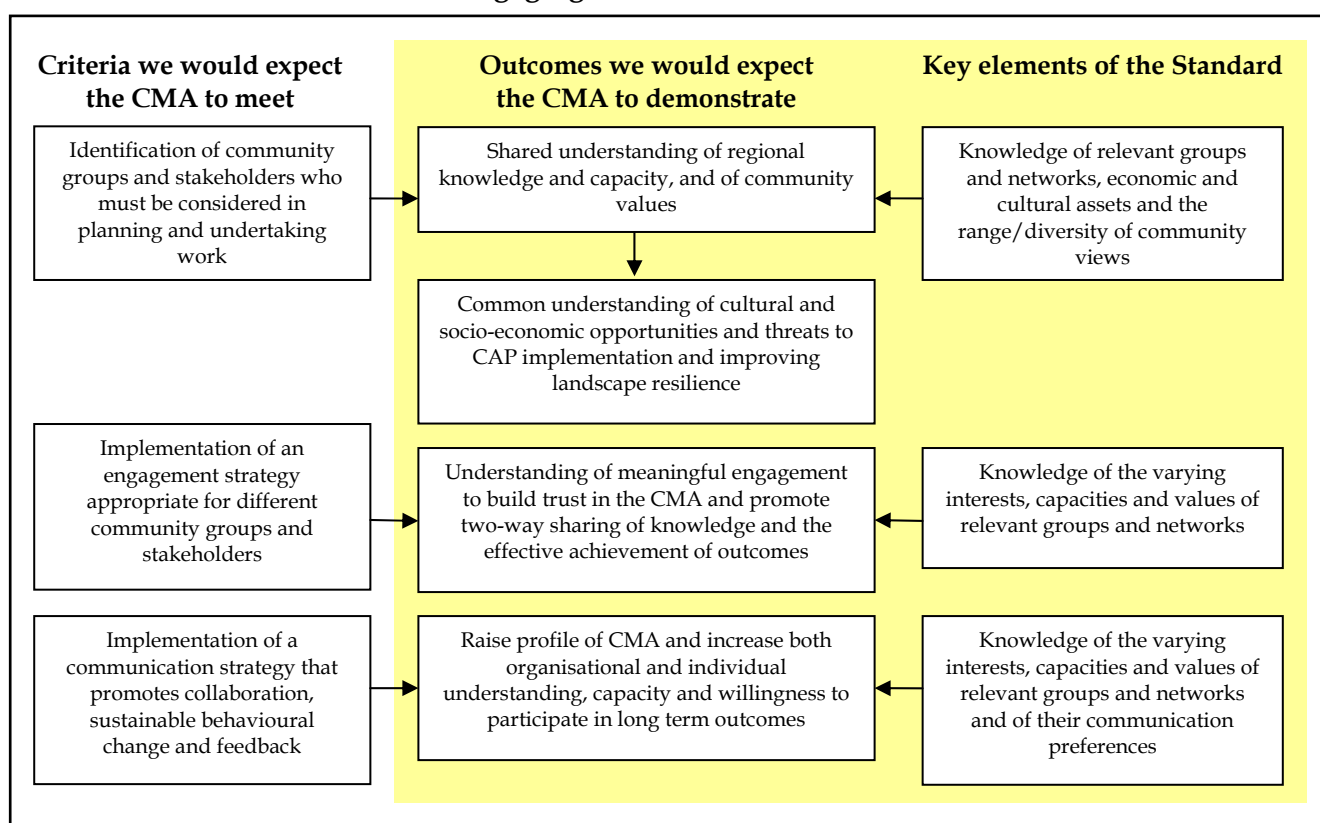 Criteria we would expect
the CMA to meet
Outcomes we would expect
the CMA to demonstrate
Key elements of the Standard
Identification of community
groups and stakeholders who
must be considered in
planning and undertaking
work
Shared understanding of regional
knowledge and capacity, and of community
values
Knowledge of relevant groups
and networks, economic and
cultural assets and the
range/diversity of community
views
Common understanding of cultural and
socio-economic opportunities and threats to
CAP implementation and improving
landscape resilience
Implementation of an
engagement strategy
appropriate for different
community groups and
stakeholders
Understanding of meaningful engagement
to build trust in the CMA and promote
two-way sharing of knowledge and the
effective achievement of outcomes
Knowledge of the varying
interests, capacities and values of
relevant groups and networks
Implementation of a
communication strategy that
promotes collaboration,
sustainable behavioural
change and feedback
Raise profile of CMA and increase both
organisational and individual
understanding, capacity and willingness to
participate in long term outcomes
Knowledge of the varying
interests, capacities and values of
relevant groups and networks
and of their communication
preferences